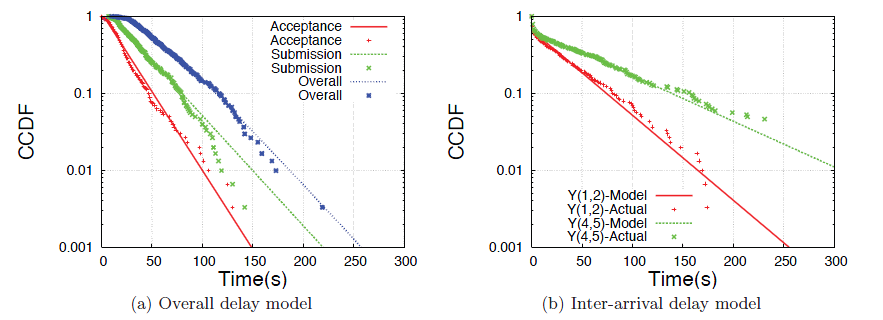 1
0.1
0.01
0.001
0
50
100
150
200
250
300
CCDF
Time(s)
Acceptance
Acceptance
Submission
Submission
Overall
Overall
(a) Overall delay model
1
0.1
0.01
0.001
0
50
100
150
200
250
300
CCDF
Time(s)
Y(1,2)-Model
Y(1,2)-Actual
Y(4,5)-Model
Y(4,5)-Actual
(b) Inter-arrival delay model